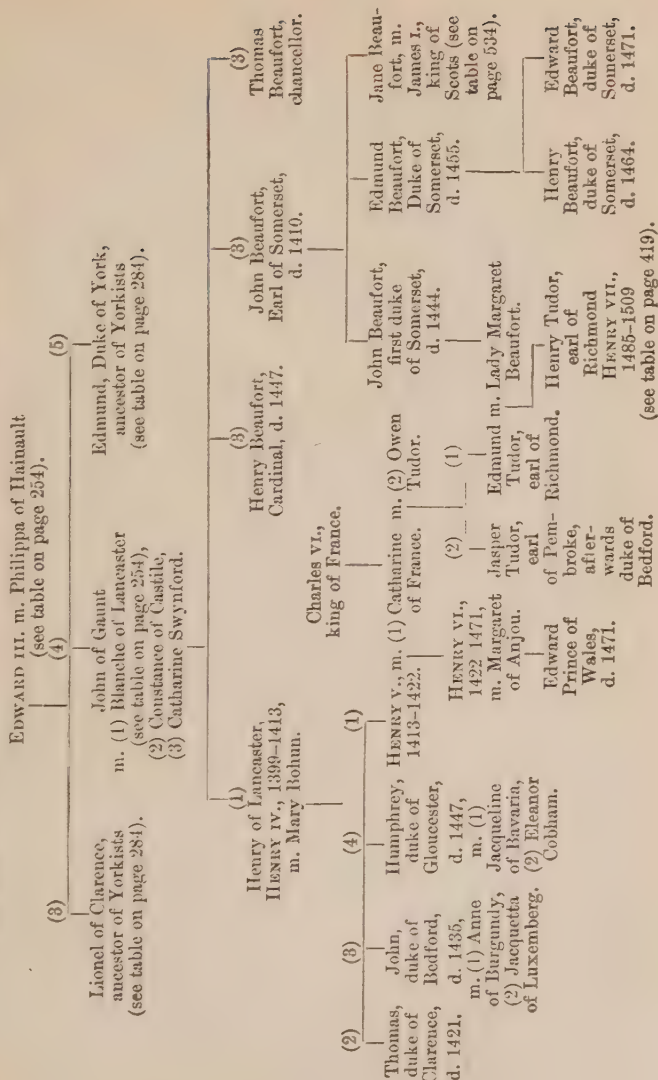 EDWARD III. m. Philippa of Hainault
(see table on page 254).
(3)
(4)
(5)
Lionel of Clarence,
ancestor of Yorkists
(see table on page 284).
John of Gaunt
m. (1) Blanche of Lancaster
(see table on page 254),
(2) Constance of Castile,
(3) Catharine Swynford.
Edmund, Duke of York,
ancestor of Yorkists
(see table on page 284).
(1)
Henry of Lancaster,
HENRY IV., 1399–1413,
m. Mary Bohun.
(3)
Henry Beaufort,
Cardinal, d. 1447.
(3)
John Beaufort,
Earl of Somerset,
d. 1410.
(3)
Thomas
Beaufort,
chancellor.
Charles VI.,
king of France.
(2)
Thomas,
duke of
Clarence,
d. 1421.
(3)
John,
duke of
Bedford,
d. 1435,
m. (1) Anne
of Burgundy,
(2) Jacquetta
of Luxemberg.
(4)
Humphrey,
duke of
Gloucester,
d. 1447,
m. (1)
Jacqueline
of Bavaria,
(2) Eleanor
Cobham.
(1)
HENRY V., m. (1) Catharine m. (2) Owen
1413–1422. of France. Tudor.
HENRY VI.,
1422 1471,
m. Margaret
of Anjou.
Edward
Prince of
Wales,
d. 1471.
(2)
Jasper
Tudor,
earl
of Pem-
broke,
after-
wards
duke of
Bedford.
(1)
Edmund m. Lady Margaret
Tudor, Beaufort.
earl of
Richmond.
John Beaufort,
first duke
of Somerset,
d. 1444.
Edmund
Beaufort,
Duke of
Somerset,
d. 1455.
Jane Beau-
fort, m.
James I.,
king of
Scots (see
table on
page 534).
Henry Tudor,
earl of
Richmond
HENRY VII.,
1485–1509
(see table on page 419).
Henry
Beaufort,
duke of
Somerset,
d. 1464.
Edward
Beaufort,
duke of
Somerset,
d. 1471.